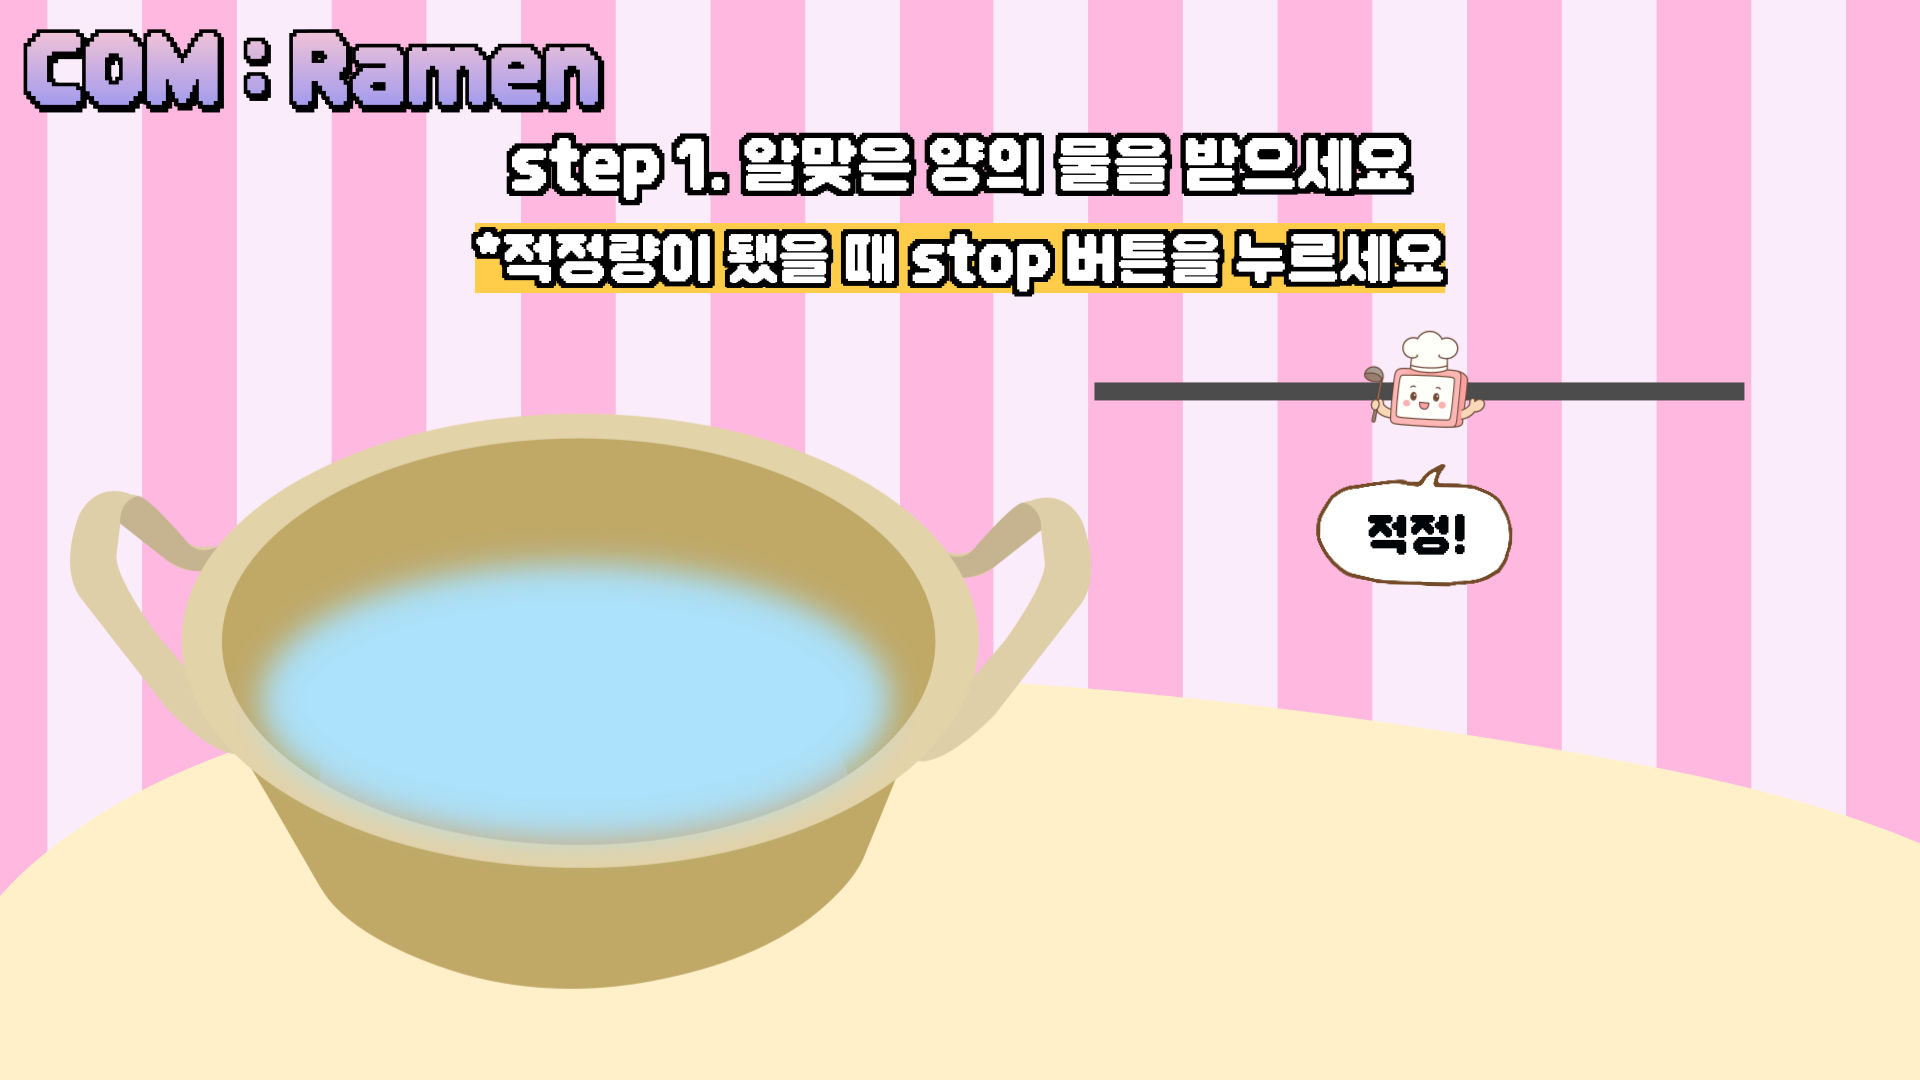 COM : Ramen
step 1. 알맞은 양의 물을 받으세요
*적정량이 됐을 때 stop 버튼을 누르세요
적정!